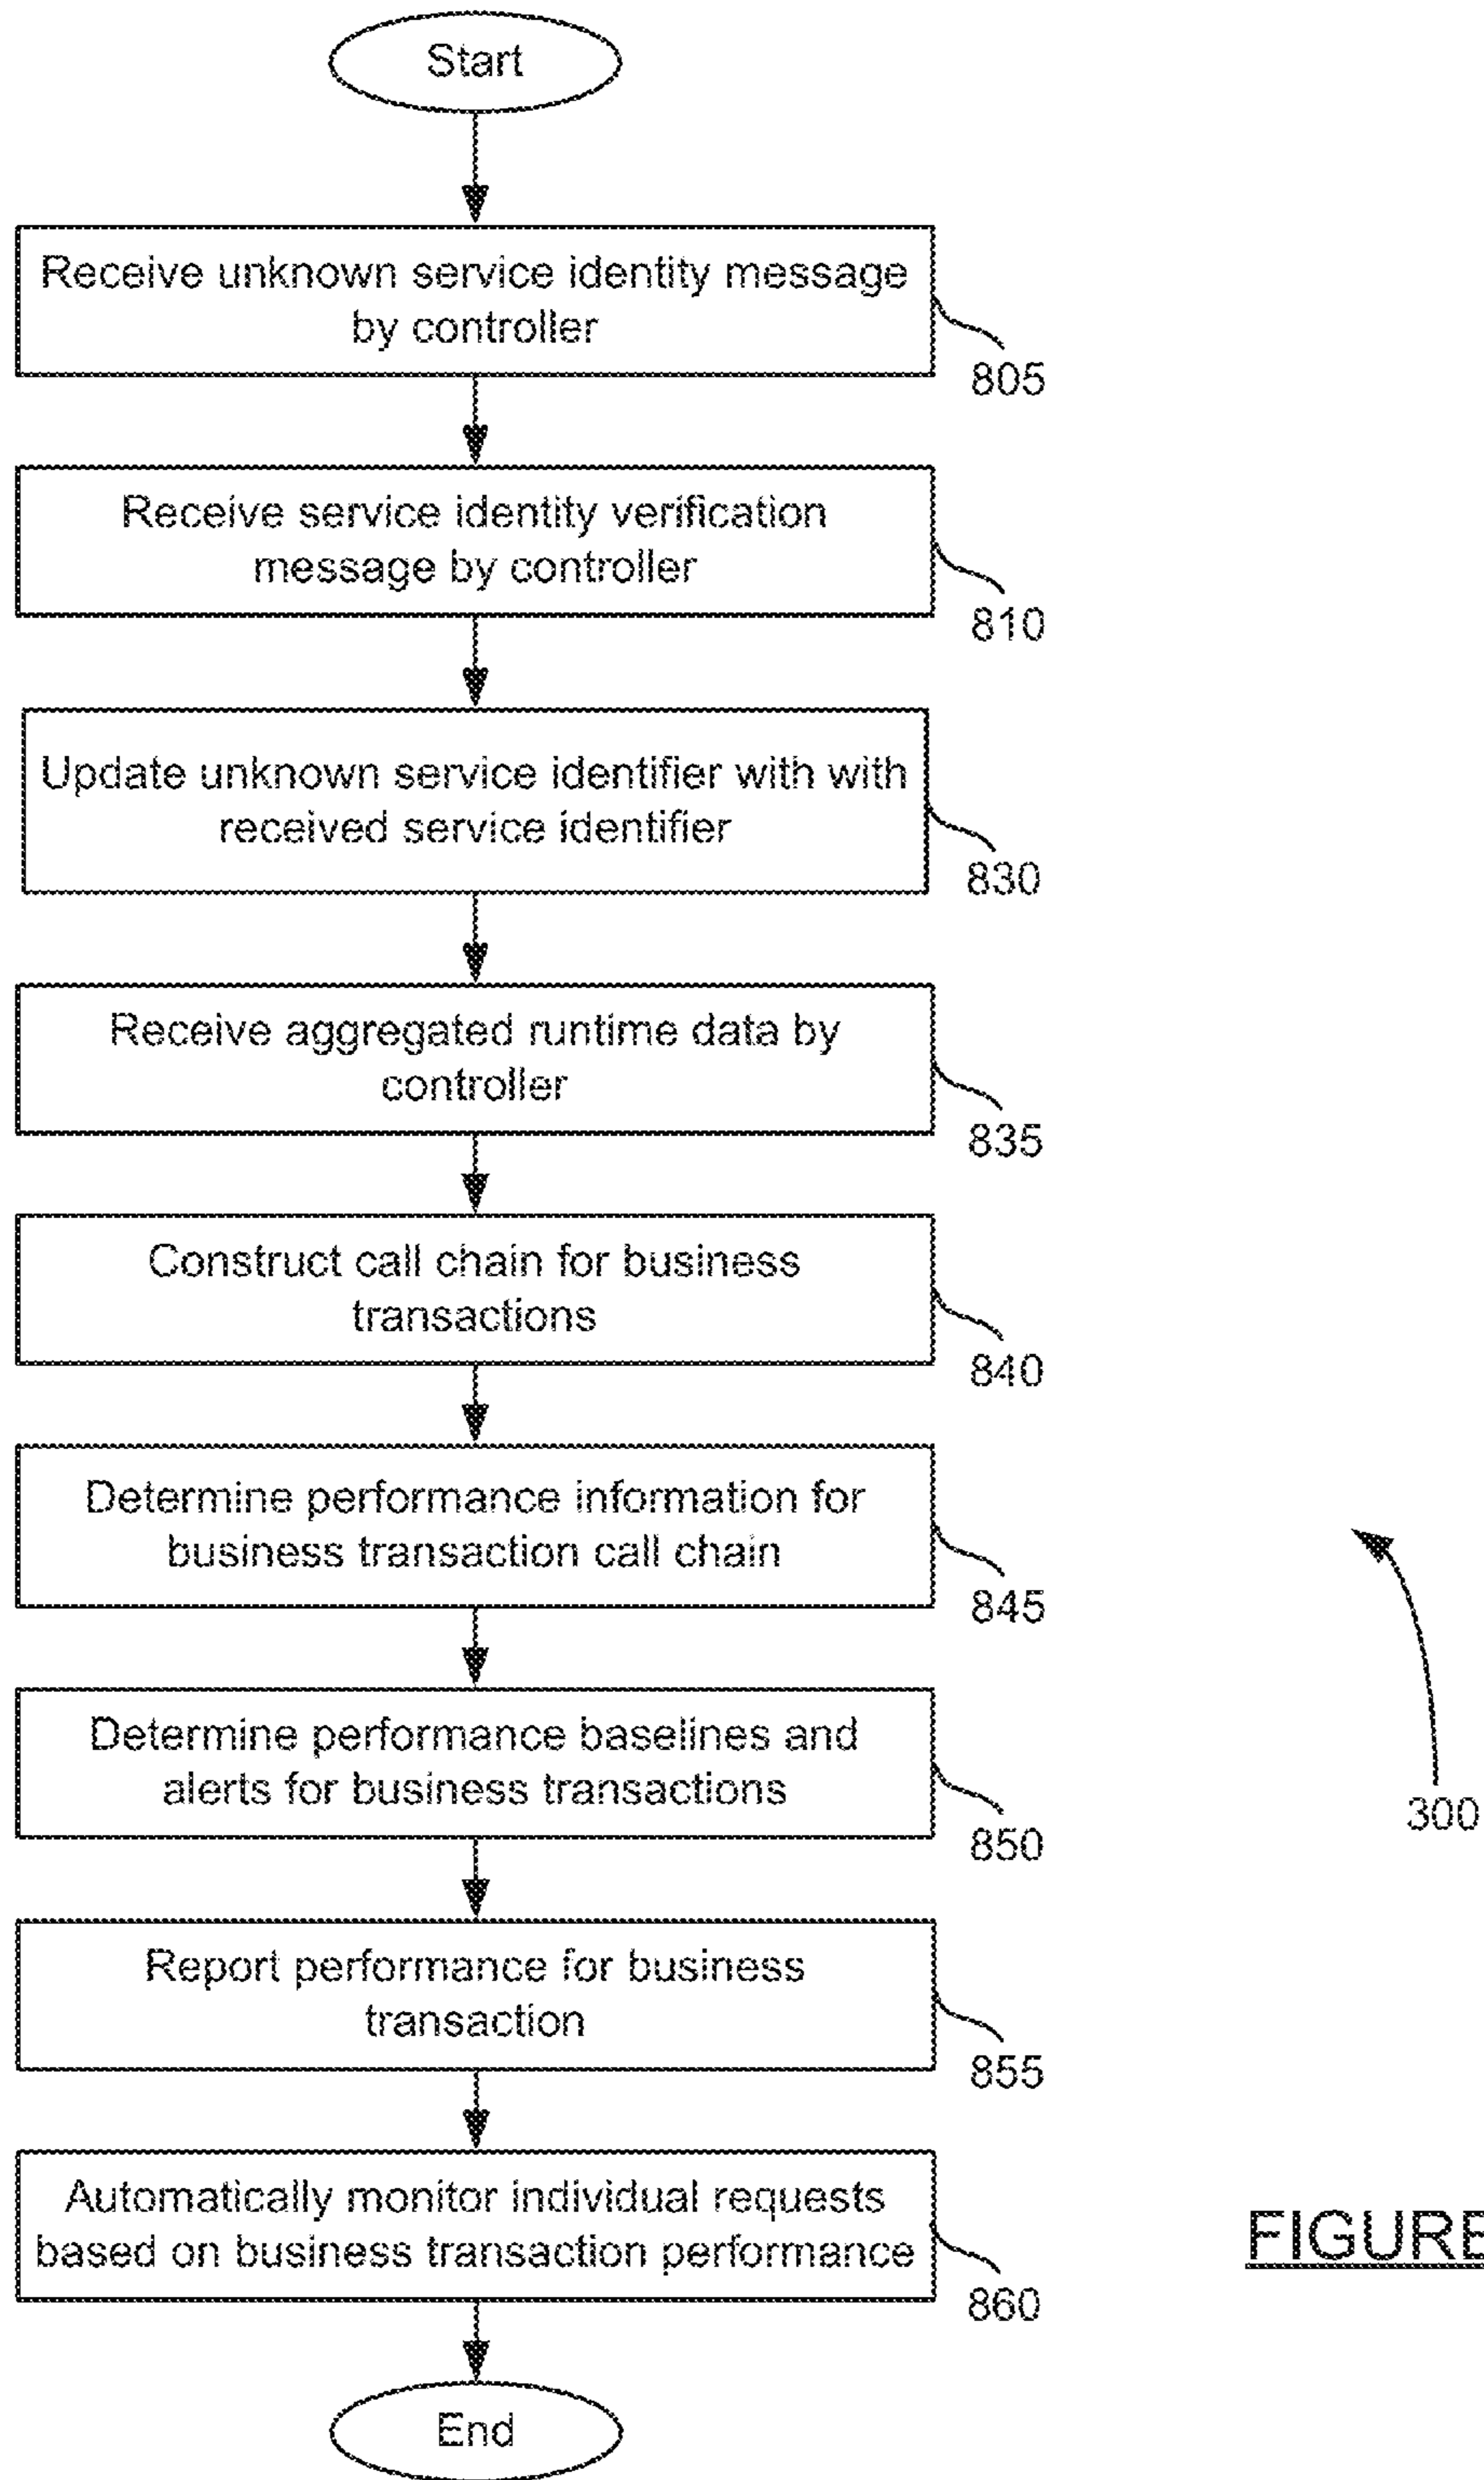 Start
Receive unknown service identity message
by controller
805
Receive service identity verification
message by controller
810
Update unknown service identifier with with
received service identifier
830
Receive aggregated runtime data by
controller
835
Construct call chain for business
transactions
840
Determine performance information for
business transaction call chain
845
Determine performance baselines and
alerts for business transactions
850
300
Report performance for business
transaction
855
Automatically monitor individual requests
based on business transaction performance
860
FIGURE
End